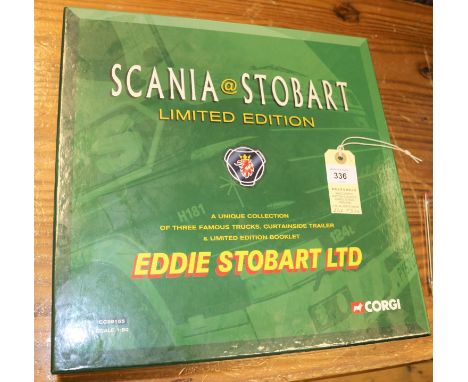 SCANIA @ STOBART
LIMITED EDITION
336
H181
A UNIQUE COLLECTION
OF THREE FAMOUS TRUCKS, CURTAINSIDE TRAILER
& LIMITED EDITION BOOKLET
EDDIE STOBART LTD
CORGI
SCALE 1:50